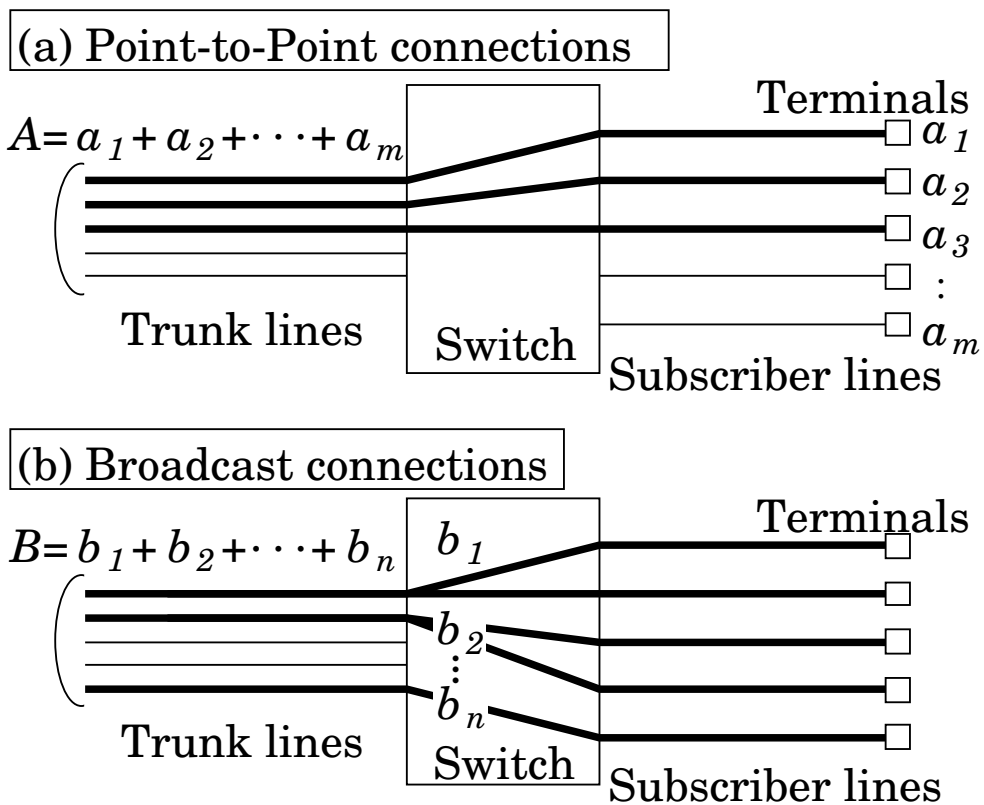 (a) Point-to-Point connections
Terminals
A=a₁+a₂+···+aₘ
a₁
a₂
a₃
:
aₘ
Trunk lines
Switch
Subscriber lines
(b) Broadcast connections
Terminals
B=b₁+b₂+···+bₙ
b₁
b₂
⋮
bₙ
Trunk lines
Switch
Subscriber lines